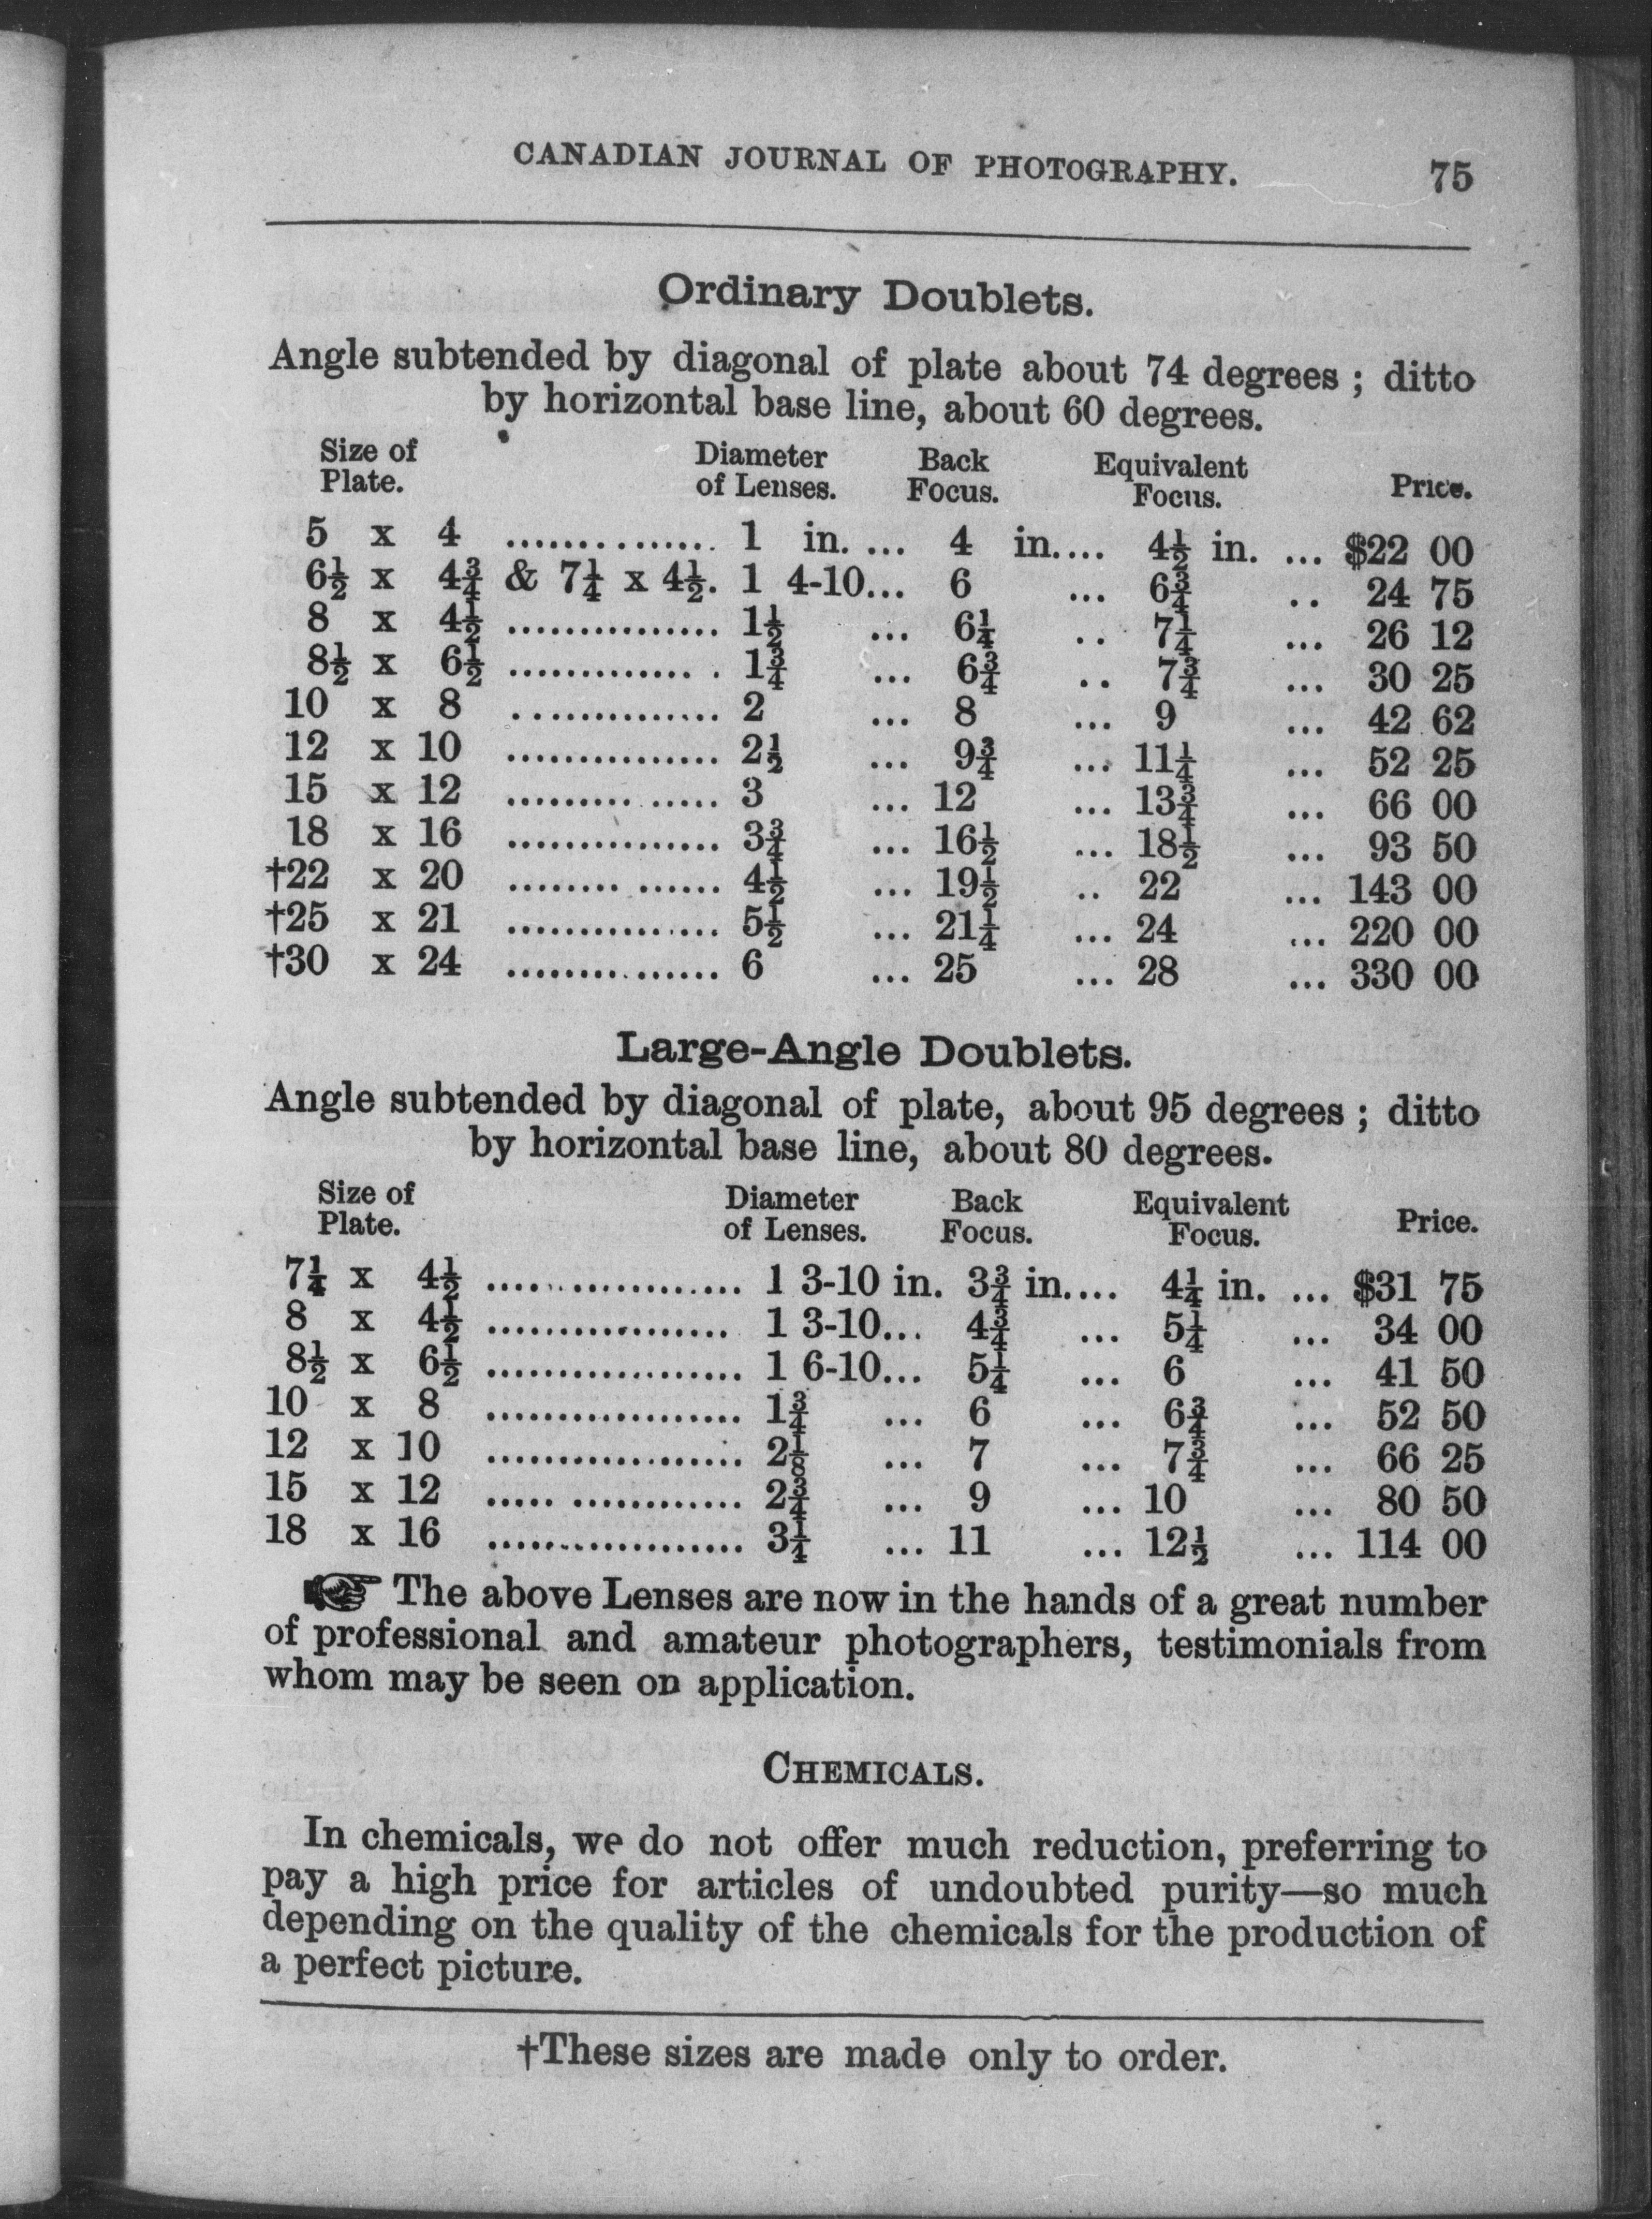 CANADIAN JOURNAL OF PHOTOGRAPHY. 75
Ordinary Doublets.
Angle subtended by diagonal of plate about 74 degrees ; ditto
by horizontal base line, about 60 degrees.
Size of Plate. Diameter of Lenses. Back Focus. Equivalent Focus. Price.
5 x 4 ............... 1 in. ... 4 in.... 4½ in. ... $22 00
6½ x 4¾ & 7¼ x 4½. 1 4-10... 6 ... 6¾ .. 24 75
8 x 4½ ............... 1½ ... 6¼ .. 7¼ ... 26 12
8½ x 6½ ............... 1¾ ... 6¾ .. 7¾ ... 30 25
10 x 8 ............... 2 ... 8 ... 9 ... 42 62
12 x 10 ............... 2½ ... 9¾ ... 11¼ ... 52 25
15 x 12 ............... 3 ... 12 ... 13¾ ... 66 00
18 x 16 ............... 3¾ ... 16½ ... 18½ ... 93 50
†22 x 20 ............... 4½ ... 19½ .. 22 ... 143 00
†25 x 21 ............... 5½ ... 21¼ ... 24 ... 220 00
†30 x 24 ............... 6 ... 25 ... 28 ... 330 00
Large-Angle Doublets.
Angle subtended by diagonal of plate, about 95 degrees ; ditto
by horizontal base line, about 80 degrees.
Size of Plate. Diameter of Lenses. Back Focus. Equivalent Focus. Price.
7¼ x 4½ .................. 1 3-10 in. 3¾ in.... 4¼ in. ... $31 75
8 x 4½ .................. 1 3-10... 4¾ ... 5¼ ... 34 00
8½ x 6½ .................. 1 6-10... 5¼ ... 6 ... 41 50
10 x 8 .................. 1¾ ... 6 ... 6¾ ... 52 50
12 x 10 .................. 2⅛ ... 7 ... 7¾ ... 66 25
15 x 12 .................. 2¾ ... 9 ... 10 ... 80 50
18 x 16 .................. 3¼ ... 11 ... 12½ ... 114 00
☞ The above Lenses are now in the hands of a great number
of professional and amateur photographers, testimonials from
whom may be seen on application.
CHEMICALS.
In chemicals, we do not offer much reduction, preferring to
pay a high price for articles of undoubted purity—so much
depending on the quality of the chemicals for the production of
a perfect picture.
†These sizes are made only to order.